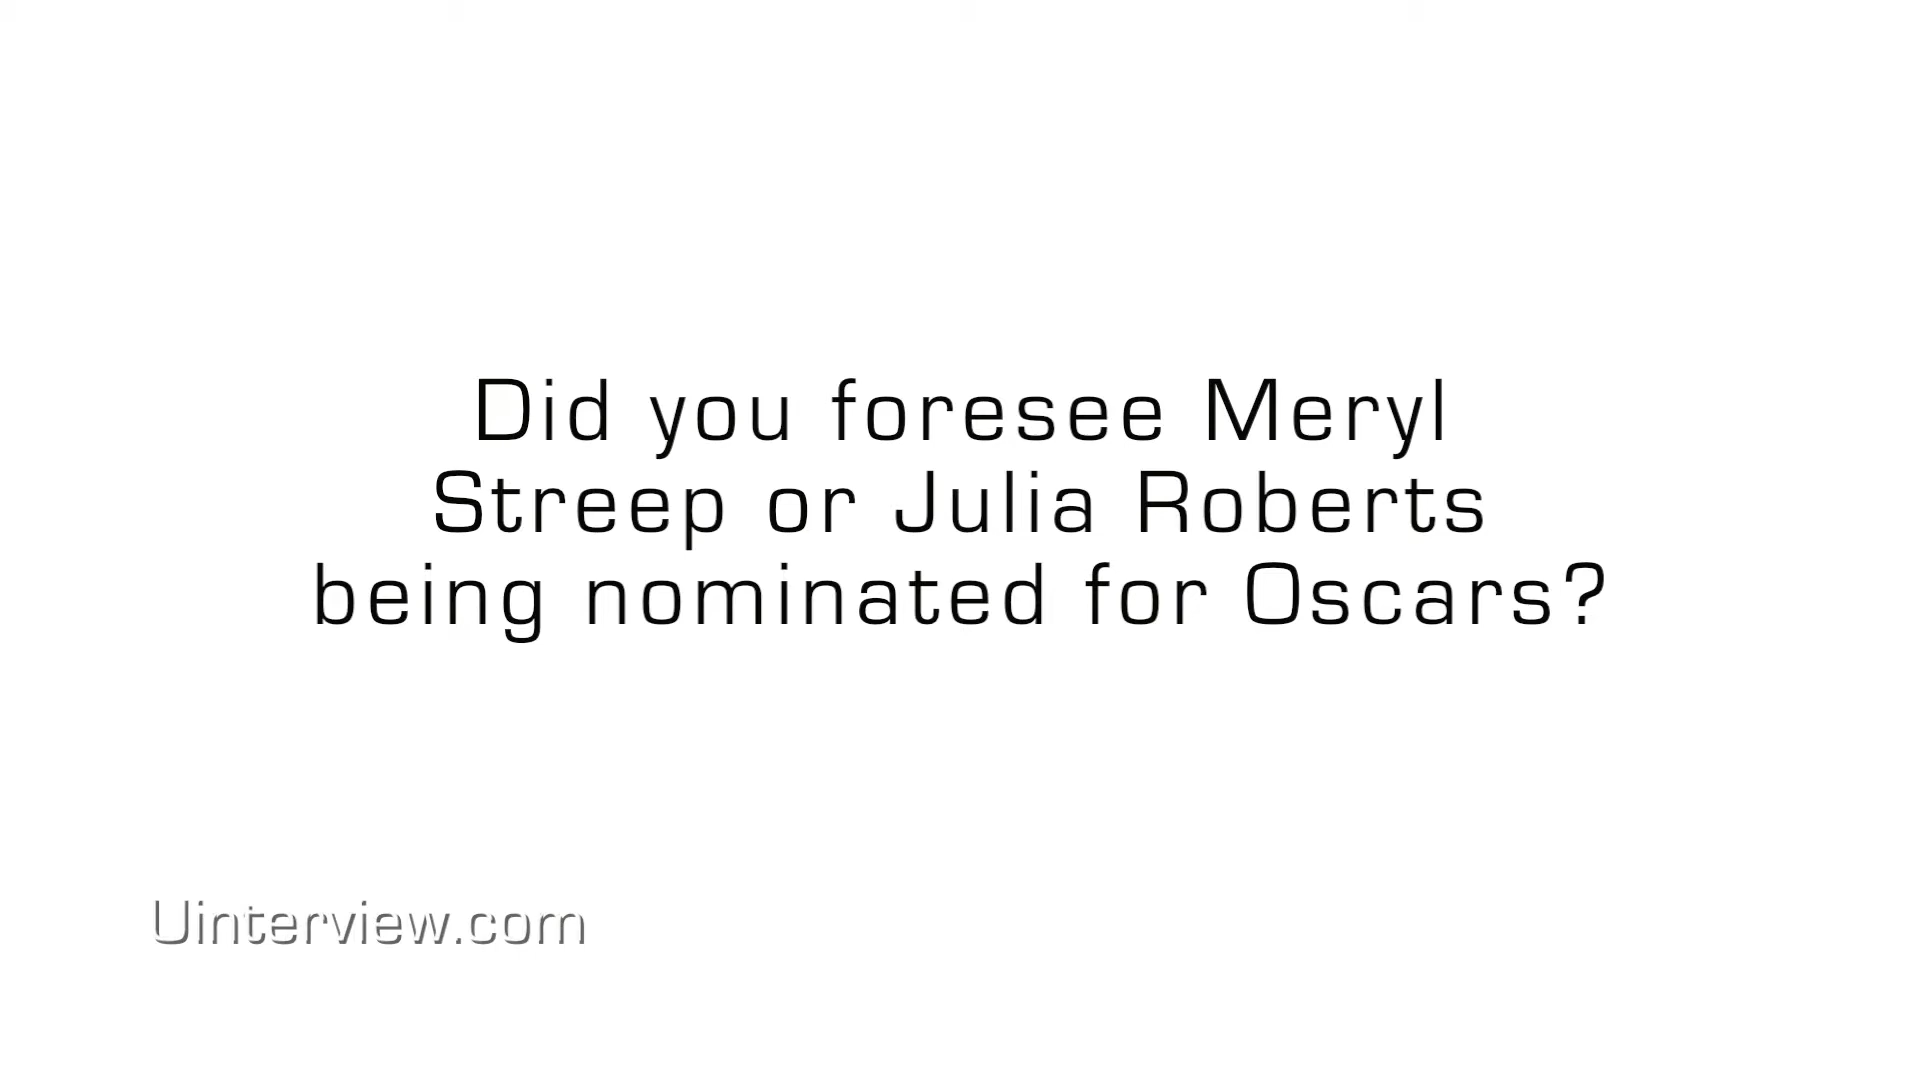 Did you foresee Meryl
Streep or Julia Roberts
being nominated for Oscars?
Uinterview.com